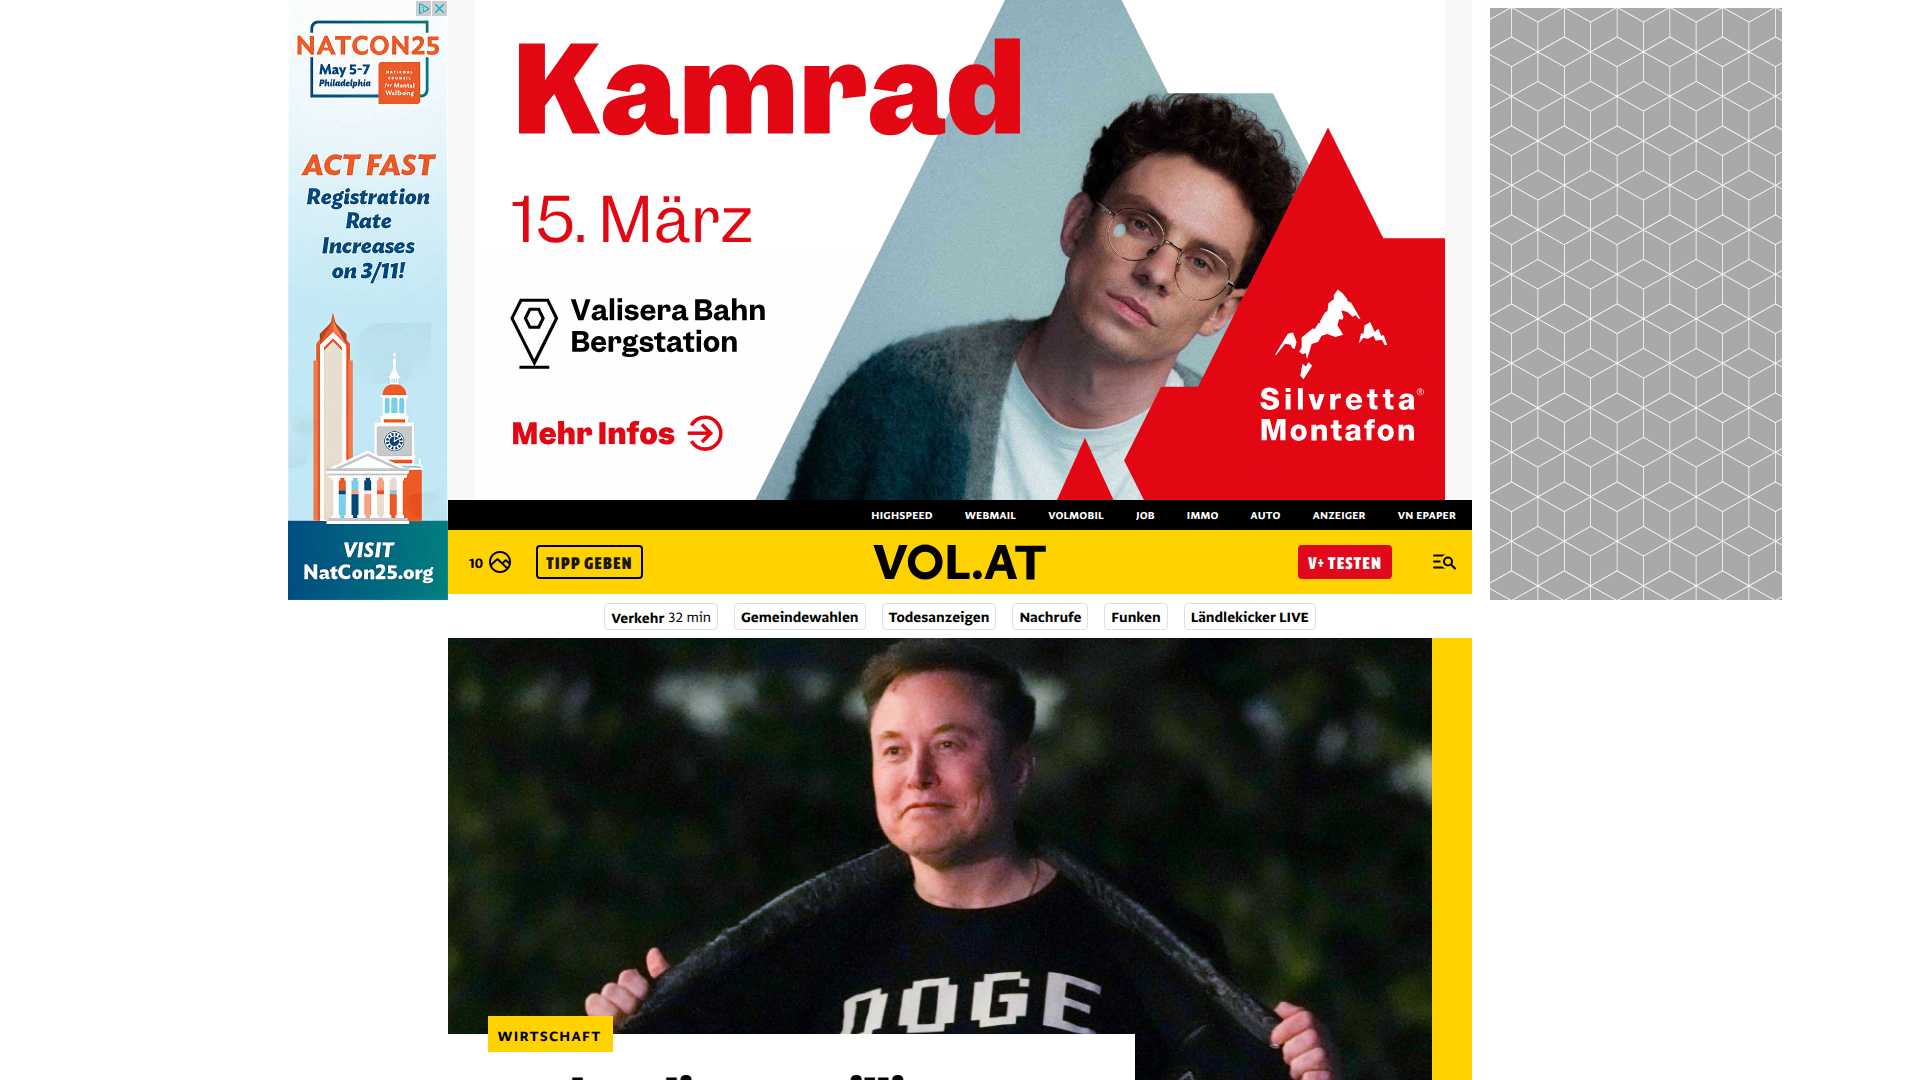 NATCON25
May 5-7
Philadelphia
NATIONAL
COUNCIL
for Mental
Wellbeing
ACT FAST
Registration
Rate
Increases
on 3/11!
VISIT
NatCon25.org
Kamrad
15. März
Valisera Bahn
Bergstation
Mehr Infos
Silvretta®
Montafon
HIGHSPEED WEBMAIL VOLMOBIL JOB IMMO AUTO ANZEIGER VN EPAPER
10 TIPP GEBEN VOL.AT V+ TESTEN
Verkehr 32 min Gemeindewahlen Todesanzeigen Nachrufe Funken Ländlekicker LIVE
DOGE
WIRTSCHAFT